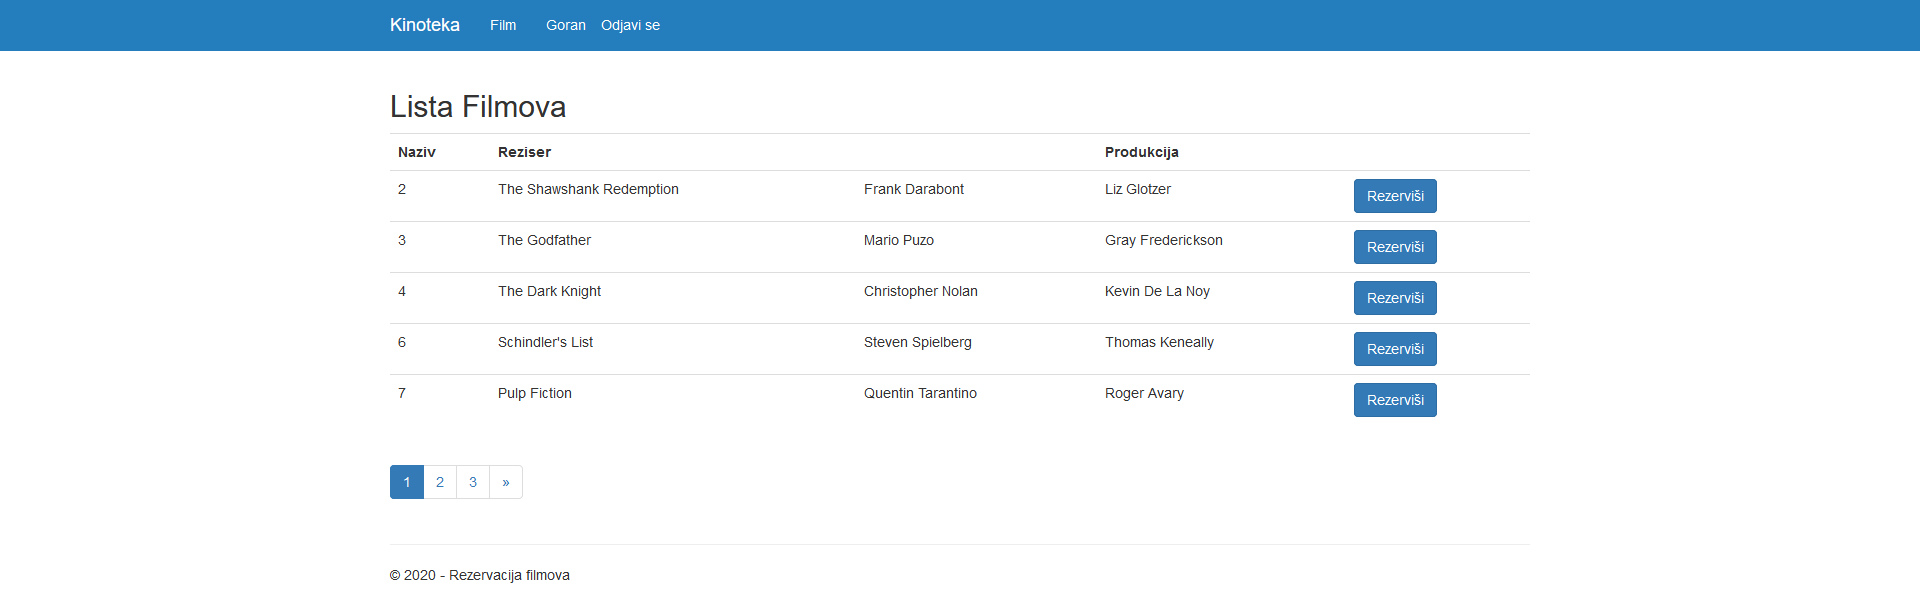 Kinoteka Film Goran Odjavi se
Lista Filmova
Naziv Reziser Produkcija
2 The Shawshank Redemption Frank Darabont Liz Glotzer Rezerviši
3 The Godfather Mario Puzo Gray Frederickson Rezerviši
4 The Dark Knight Christopher Nolan Kevin De La Noy Rezerviši
6 Schindler's List Steven Spielberg Thomas Keneally Rezerviši
7 Pulp Fiction Quentin Tarantino Roger Avary Rezerviši
1 2 3 »
© 2020 - Rezervacija filmova